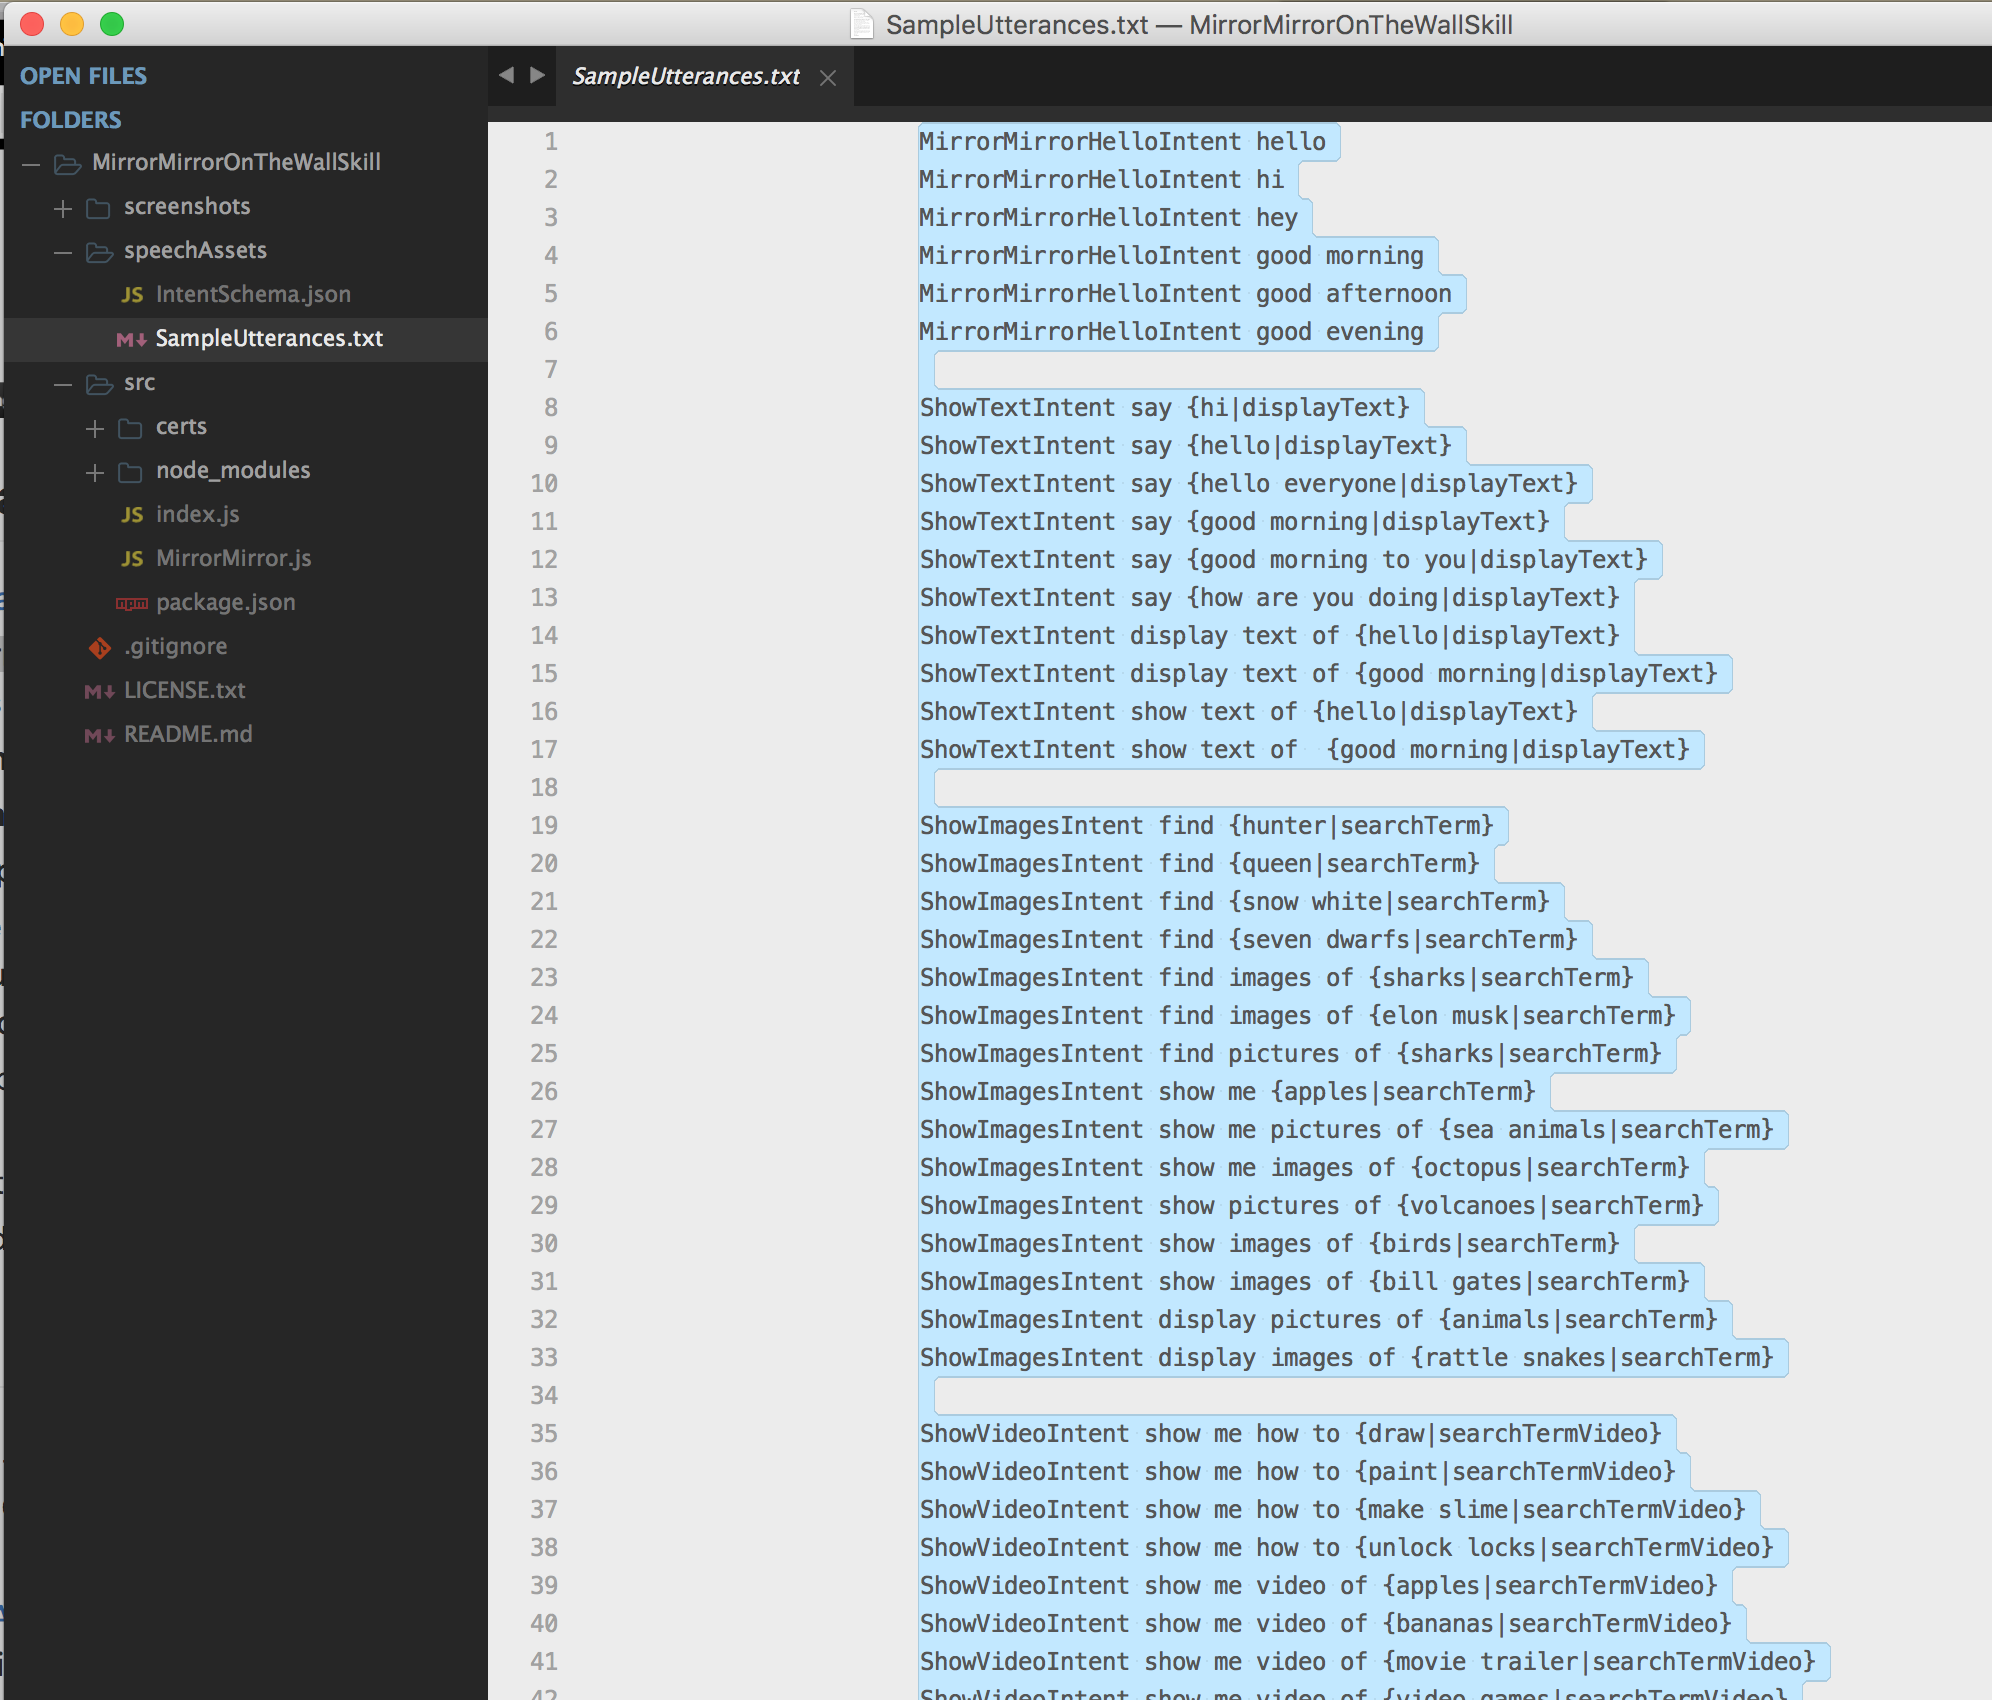 SampleUtterances.txt — MirrorMirrorOnTheWallSkill
OPEN FILES
FOLDERS
MirrorMirrorOnTheWallSkill
screenshots
speechAssets
JS IntentSchema.json
M↓ SampleUtterances.txt
src
certs
node_modules
JS index.js
JS MirrorMirror.js
npm package.json
.gitignore
M↓ LICENSE.txt
M↓ README.md
SampleUtterances.txt
1 MirrorMirrorHelloIntent hello
2 MirrorMirrorHelloIntent hi
3 MirrorMirrorHelloIntent hey
4 MirrorMirrorHelloIntent good morning
5 MirrorMirrorHelloIntent good afternoon
6 MirrorMirrorHelloIntent good evening
7
8 ShowTextIntent say {hi|displayText}
9 ShowTextIntent say {hello|displayText}
10 ShowTextIntent say {hello everyone|displayText}
11 ShowTextIntent say {good morning|displayText}
12 ShowTextIntent say {good morning to you|displayText}
13 ShowTextIntent say {how are you doing|displayText}
14 ShowTextIntent display text of {hello|displayText}
15 ShowTextIntent display text of {good morning|displayText}
16 ShowTextIntent show text of {hello|displayText}
17 ShowTextIntent show text of  {good morning|displayText}
18
19 ShowImagesIntent find {hunter|searchTerm}
20 ShowImagesIntent find {queen|searchTerm}
21 ShowImagesIntent find {snow white|searchTerm}
22 ShowImagesIntent find {seven dwarfs|searchTerm}
23 ShowImagesIntent find images of {sharks|searchTerm}
24 ShowImagesIntent find images of {elon musk|searchTerm}
25 ShowImagesIntent find pictures of {sharks|searchTerm}
26 ShowImagesIntent show me {apples|searchTerm}
27 ShowImagesIntent show me pictures of {sea animals|searchTerm}
28 ShowImagesIntent show me images of {octopus|searchTerm}
29 ShowImagesIntent show pictures of {volcanoes|searchTerm}
30 ShowImagesIntent show images of {birds|searchTerm}
31 ShowImagesIntent show images of {bill gates|searchTerm}
32 ShowImagesIntent display pictures of {animals|searchTerm}
33 ShowImagesIntent display images of {rattle snakes|searchTerm}
34
35 ShowVideoIntent show me how to {draw|searchTermVideo}
36 ShowVideoIntent show me how to {paint|searchTermVideo}
37 ShowVideoIntent show me how to {make slime|searchTermVideo}
38 ShowVideoIntent show me how to {unlock locks|searchTermVideo}
39 ShowVideoIntent show me video of {apples|searchTermVideo}
40 ShowVideoIntent show me video of {bananas|searchTermVideo}
41 ShowVideoIntent show me video of {movie trailer|searchTermVideo}
42 ShowVideoIntent show me video of {video games|searchTermVideo}